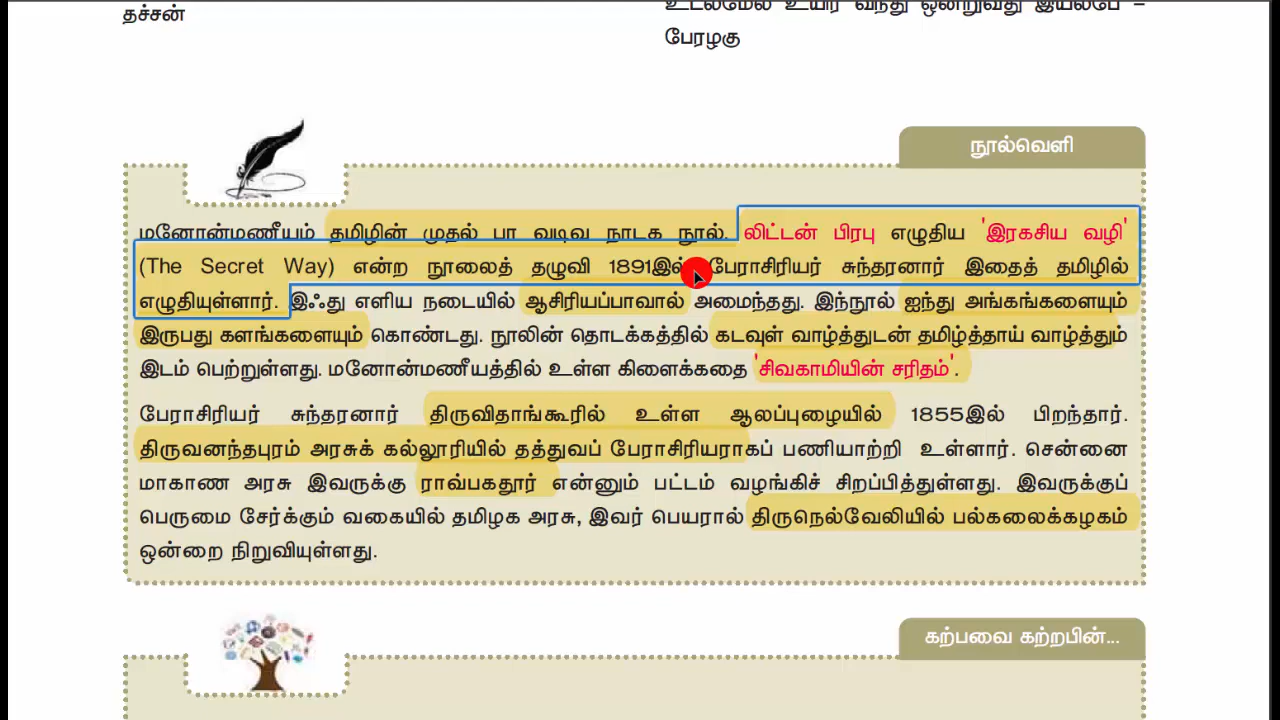 தச்சன்
உடல்மேல் உயிர் வந்து ஒன்றுவது இயல்பே –
பேரழகு
நூல்வெளி
மனோன்மணீயம் தமிழின் முதல் பா வடிவ நாடக நூல். லிட்டன் பிரபு எழுதிய 'இரகசிய வழி'
(The Secret Way) என்ற நூலைத் தழுவி 1891இல் பேராசிரியர் சுந்தரனார் இதைத் தமிழில்
எழுதியுள்ளார். இஃது எளிய நடையில் ஆசிரியப்பாவால் அமைந்தது. இந்நூல் ஐந்து அங்கங்களையும்
இருபது களங்களையும் கொண்டது. நூலின் தொடக்கத்தில் கடவுள் வாழ்த்துடன் தமிழ்த்தாய் வாழ்த்தும்
இடம் பெற்றுள்ளது. மனோன்மணீயத்தில் உள்ள கிளைக்கதை 'சிவகாமியின் சரிதம்'.
பேராசிரியர் சுந்தரனார் திருவிதாங்கூரில் உள்ள ஆலப்புழையில் 1855இல் பிறந்தார்.
திருவனந்தபுரம் அரசுக் கல்லூரியில் தத்துவப் பேராசிரியராகப் பணியாற்றி உள்ளார். சென்னை
மாகாண அரசு இவருக்கு ராவ்பகதூர் என்னும் பட்டம் வழங்கிச் சிறப்பித்துள்ளது. இவருக்குப்
பெருமை சேர்க்கும் வகையில் தமிழக அரசு, இவர் பெயரால் திருநெல்வேலியில் பல்கலைக்கழகம்
ஒன்றை நிறுவியுள்ளது.
கற்பவை கற்றபின்...